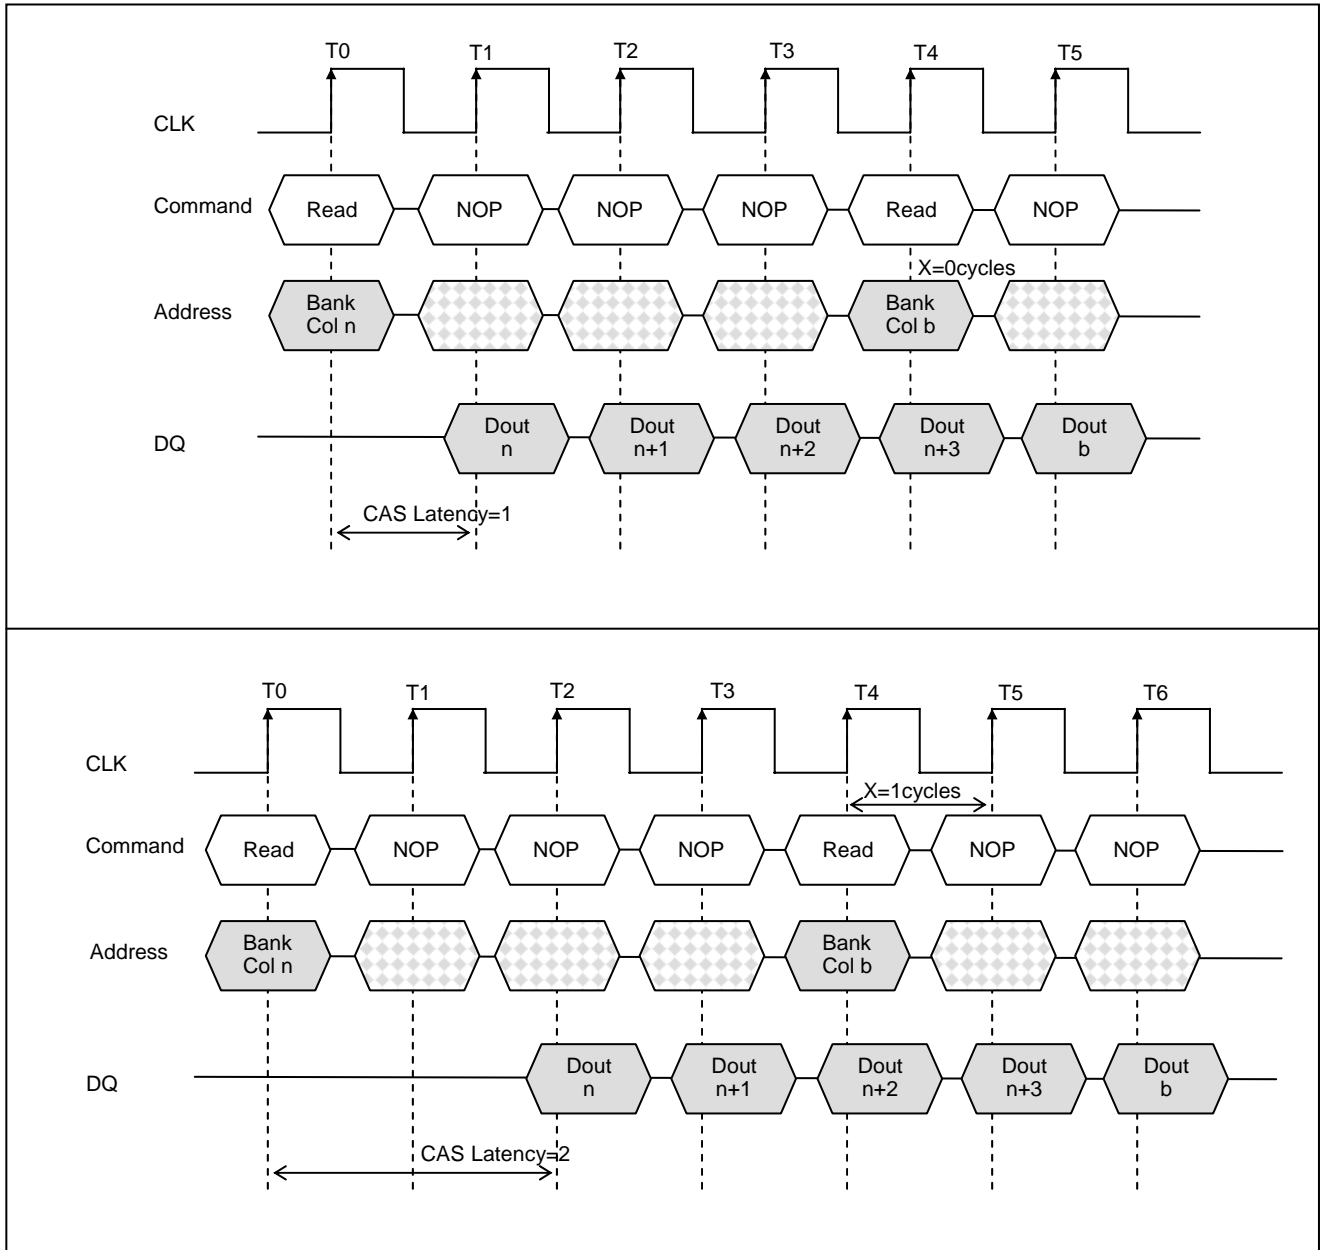 T0 T1 T2 T3 T4 T5
CLK
Command Read NOP NOP NOP Read NOP
X=0cycles
Address Bank Col n Bank Col b
DQ Dout n Dout n+1 Dout n+2 Dout n+3 Dout b
CAS Latency=1
T0 T1 T2 T3 T4 T5 T6
CLK
X=1cycles
Command Read NOP NOP NOP Read NOP NOP
Address Bank Col n Bank Col b
DQ Dout n Dout n+1 Dout n+2 Dout n+3 Dout b
CAS Latency=2